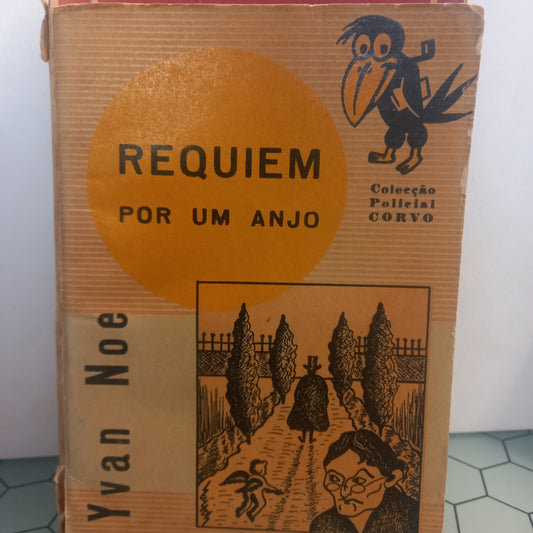 REQUIEM
POR UM ANJO
Colecção
Policial
CORVO
Yvan Noe